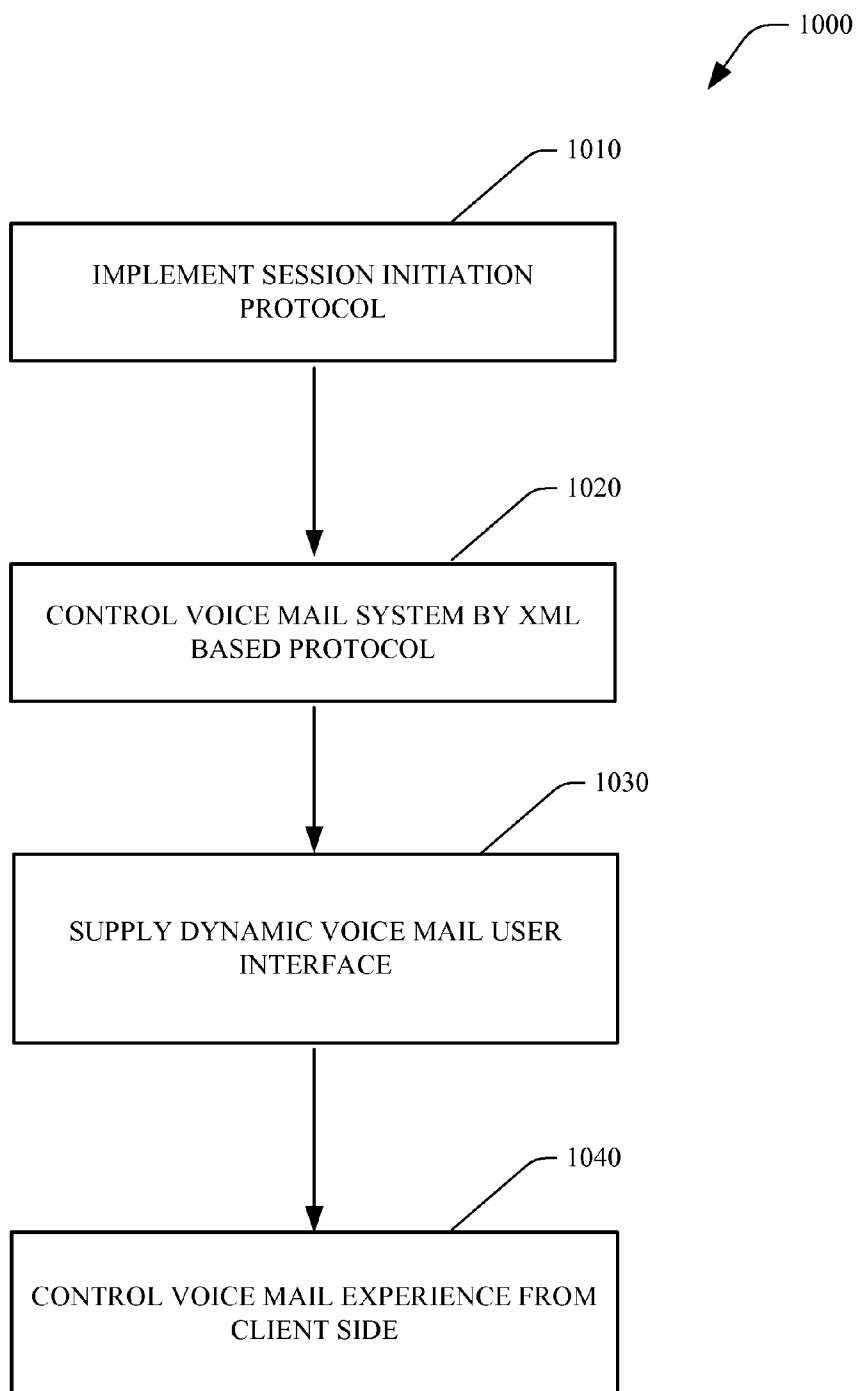 1000
1010
IMPLEMENT SESSION INITIATION
PROTOCOL
1020
CONTROL VOICE MAIL SYSTEM BY XML
BASED PROTOCOL
1030
SUPPLY DYNAMIC VOICE MAIL USER
INTERFACE
1040
CONTROL VOICE MAIL EXPERIENCE FROM
CLIENT SIDE